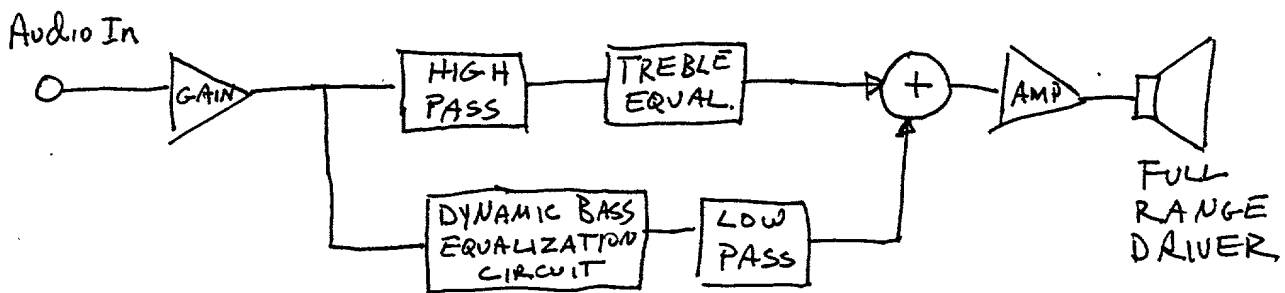 Audio In
GAIN
HIGH
PASS
TREBLE
EQUAL.
+
AMP
FULL
RANGE
DRIVER
DYNAMIC BASS
EQUALIZATION
CIRCUIT
LOW
PASS